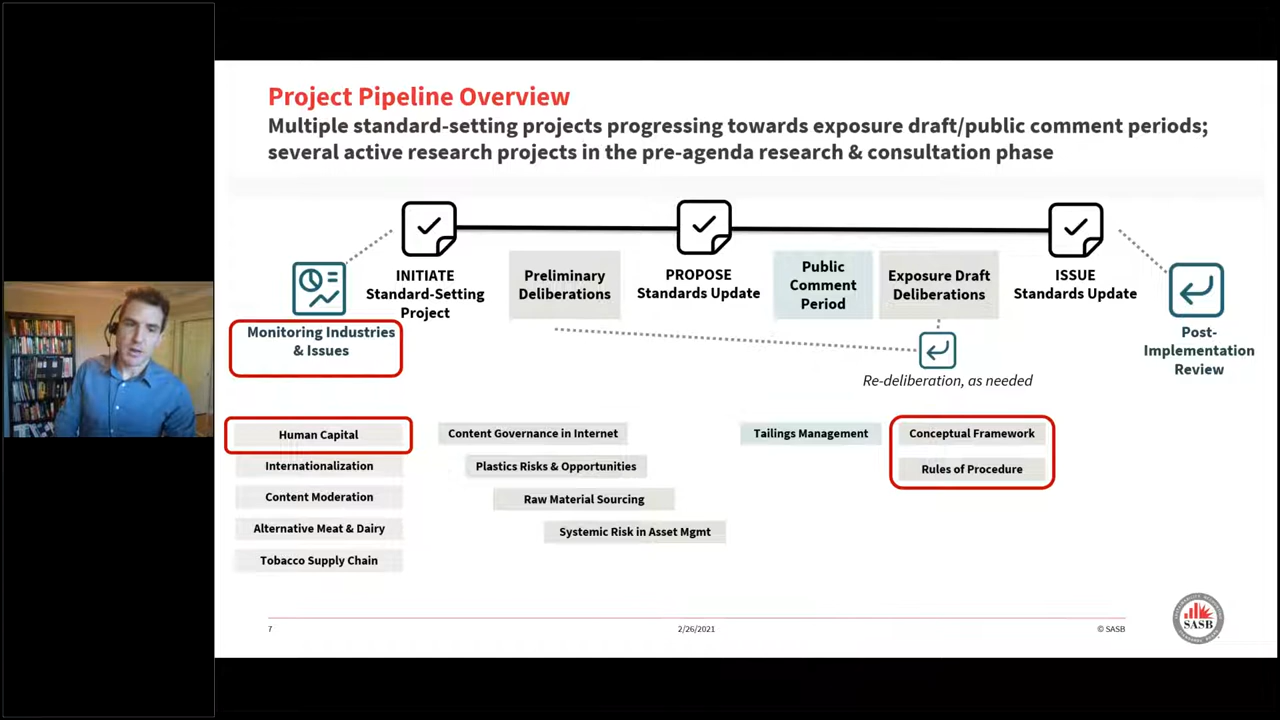 Project Pipeline Overview
Multiple standard-setting projects progressing towards exposure draft/public comment periods;
several active research projects in the pre-agenda research & consultation phase
INITIATE
Standard-Setting
Project
Preliminary
Deliberations
PROPOSE
Standards Update
Public
Comment
Period
Exposure Draft
Deliberations
ISSUE
Standards Update
Monitoring Industries
& Issues
Post-
Implementation
Review
Re-deliberation, as needed
Human Capital
Internationalization
Content Moderation
Alternative Meat & Dairy
Tobacco Supply Chain
Content Governance in Internet
Plastics Risks & Opportunities
Raw Material Sourcing
Systemic Risk in Asset Mgmt
Tailings Management
Conceptual Framework
Rules of Procedure
7
2/26/2021
© SASB
SASB